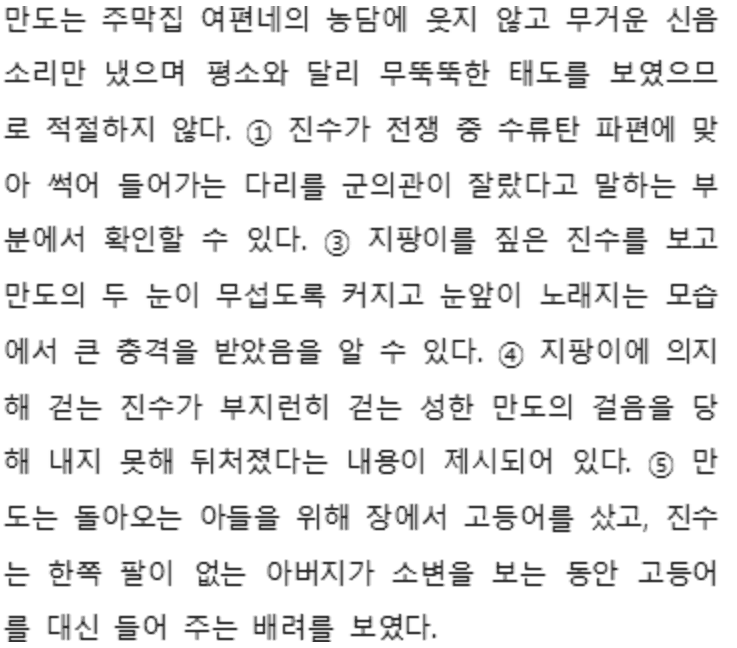 만도는 주막집 여편네의 농담에 웃지 않고 무거운 신음
소리만 냈으며 평소와 달리 무뚝뚝한 태도를 보였으므
로 적절하지 않다. ① 진수가 전쟁 중 수류탄 파편에 맞
아 썩어 들어가는 다리를 군의관이 잘랐다고 말하는 부
분에서 확인할 수 있다. ③ 지팡이를 짚은 진수를 보고
만도의 두 눈이 무섭도록 커지고 눈앞이 노래지는 모습
에서 큰 충격을 받았음을 알 수 있다. ④ 지팡이에 의지
해 걷는 진수가 부지런히 걷는 성한 만도의 걸음을 당
해 내지 못해 뒤처졌다는 내용이 제시되어 있다. ⑤ 만
도는 돌아오는 아들을 위해 장에서 고등어를 샀고, 진수
는 한쪽 팔이 없는 아버지가 소변을 보는 동안 고등어
를 대신 들어 주는 배려를 보였다.